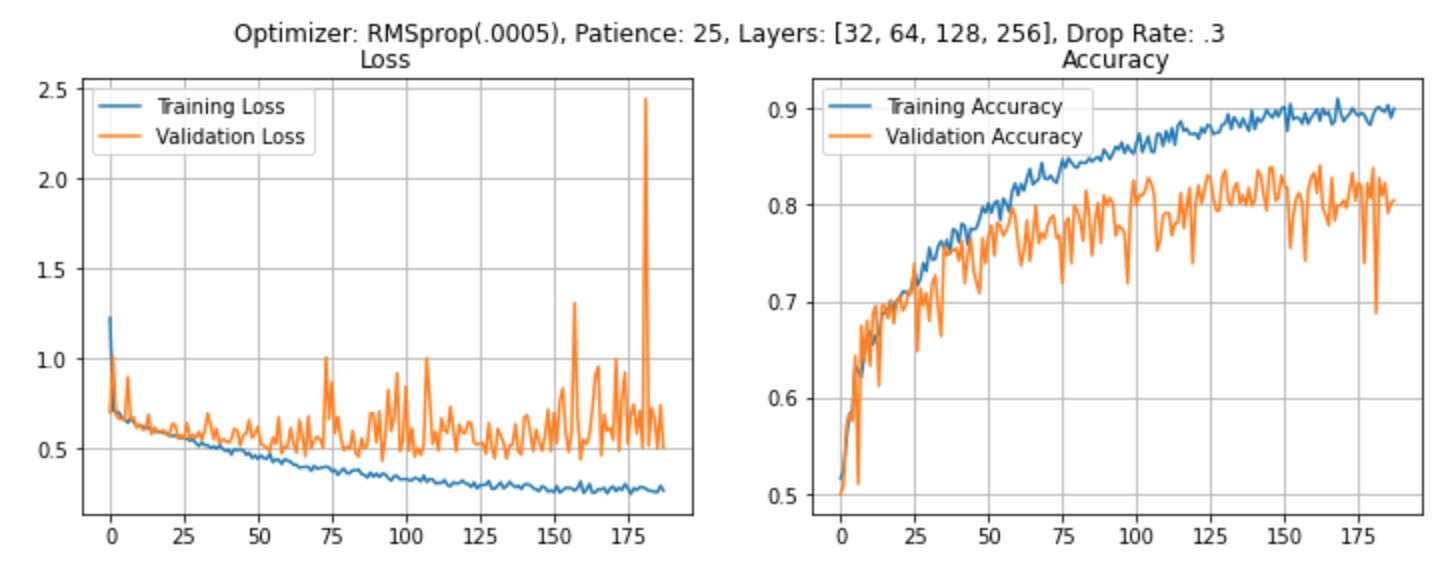 Optimizer: RMSprop(.0005), Patience: 25, Layers: [32, 64, 128, 256], Drop Rate: .3
Loss
Training Loss
Validation Loss
2.5
2.0
1.5
1.0
0.5
0 25 50 75 100 125 150 175
Accuracy
Training Accuracy
Validation Accuracy
0.9
0.8
0.7
0.6
0.5
0 25 50 75 100 125 150 175